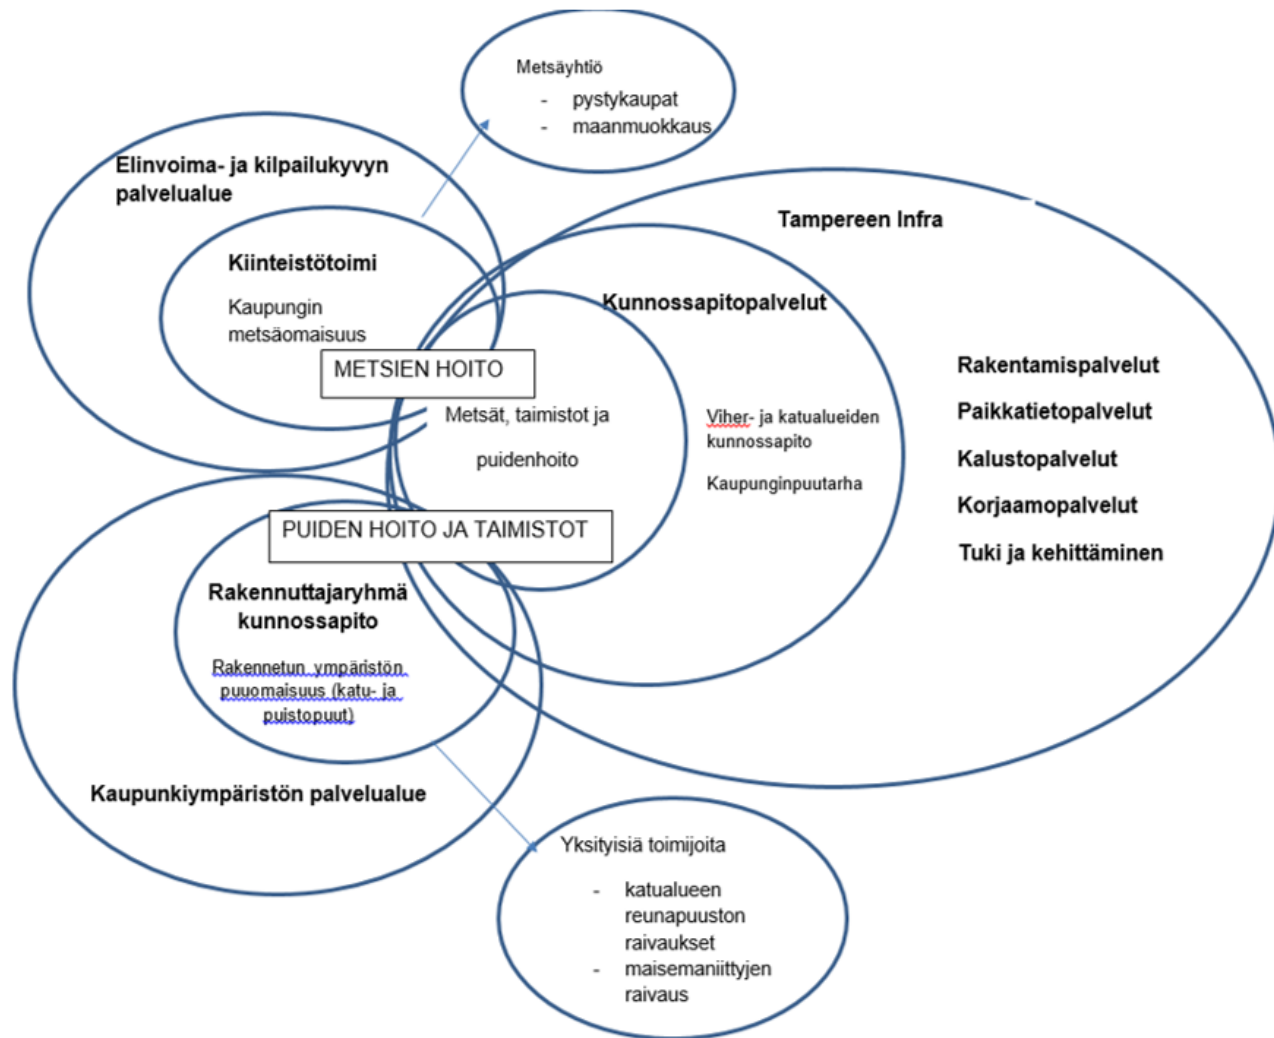 Metsäyhtiö
- pystykaupat
- maanmuokkaus
Elinvoima- ja kilpailukyvyn
palvelualue
Kiinteistötoimi
Kaupungin
metsäomaisuus
METSIEN HOITO
Tampereen Infra
Kunnossapitopalvelut
Metsät, taimistot ja
puidenhoito
Viher- ja katualueiden
kunnossapito
Kaupunginpuutarha
Rakentamispalvelut
Paikkatietopalvelut
Kalustopalvelut
Korjaamopalvelut
Tuki ja kehittäminen
PUIDEN HOITO JA TAIMISTOT
Rakennuttajaryhmä
kunnossapito
Rakennetun ympäristön
puuomaisuus (katu- ja
puistopuut)
Kaupunkiympäristön palvelualue
Yksityisiä toimijoita
- katualueen
reunapuuston
raivaukset
- maisemaniittyjen
raivaus